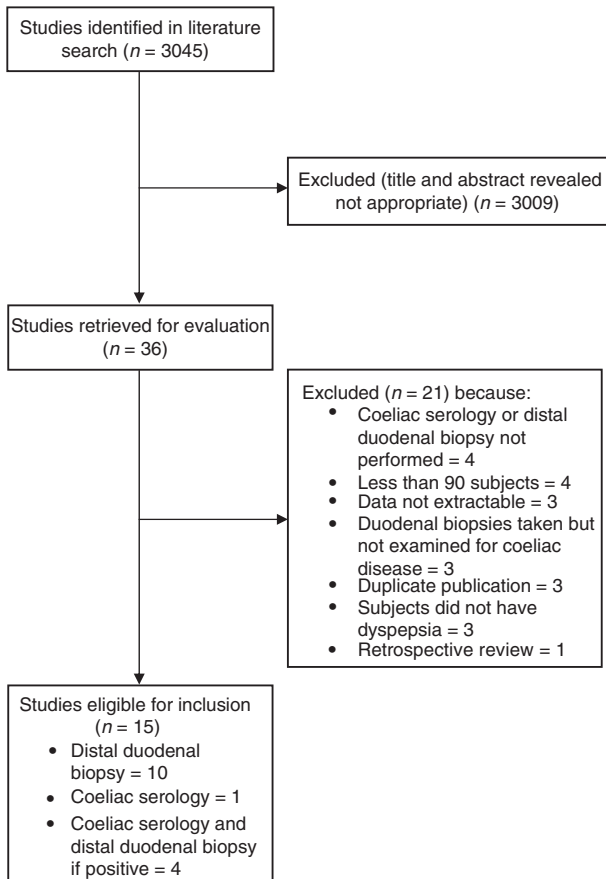 Studies identified in literature
search (n = 3045)
Excluded (title and abstract revealed
not appropriate) (n = 3009)
Studies retrieved for evaluation
(n = 36)
Excluded (n = 21) because:
• Coeliac serology or distal
duodenal biopsy not
performed = 4
• Less than 90 subjects = 4
• Data not extractable = 3
• Duodenal biopsies taken but
not examined for coeliac
disease = 3
• Duplicate publication = 3
• Subjects did not have
dyspepsia = 3
• Retrospective review = 1
Studies eligible for inclusion
(n = 15)
• Distal duodenal
biopsy = 10
• Coeliac serology = 1
• Coeliac serology and
distal duodenal biopsy
if positive = 4